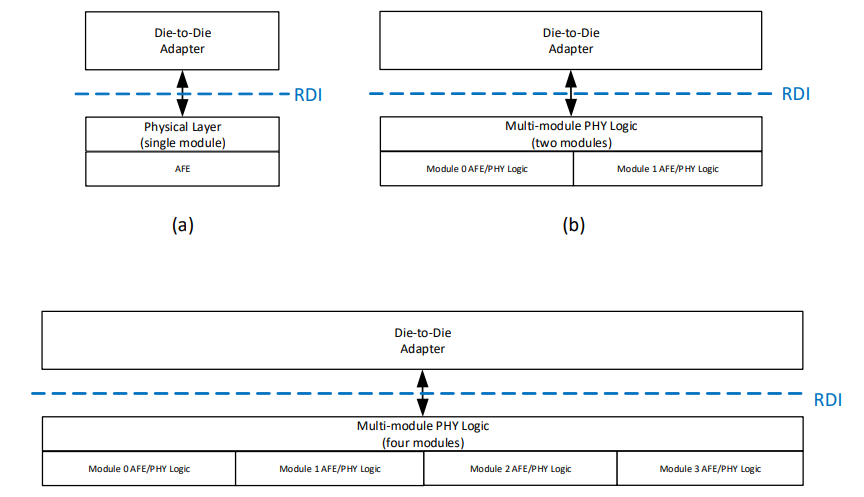 Die-to-Die
Adapter
RDI
Physical Layer
(single module)
AFE
(a)
Die-to-Die
Adapter
RDI
Multi-module PHY Logic
(two modules)
Module 0 AFE/PHY Logic
Module 1 AFE/PHY Logic
(b)
Die-to-Die
Adapter
RDI
Multi-module PHY Logic
(four modules)
Module 0 AFE/PHY Logic
Module 1 AFE/PHY Logic
Module 2 AFE/PHY Logic
Module 3 AFE/PHY Logic